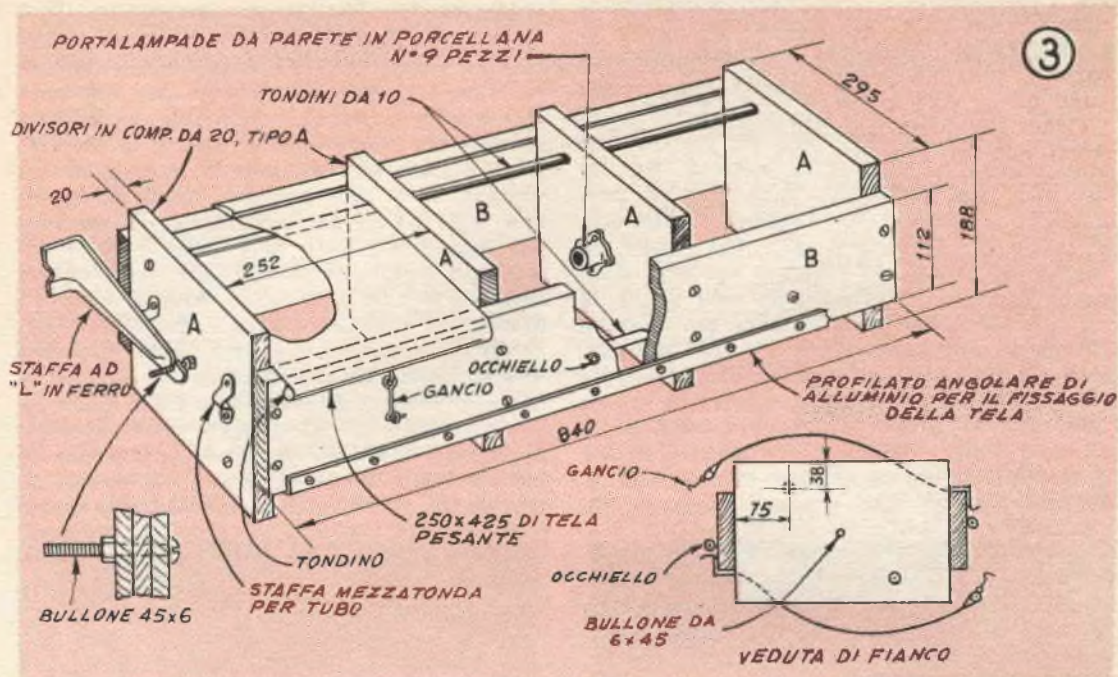 3
PORTALAMPADE DA PARETE IN PORCELLANA
N° 9 PEZZI
TONDINI DA 10
DIVISORI IN COMP. DA 20, TIPO A
20
295
A
B
A
A
252
A
B
112
188
STAFFA AD
"L" IN FERRO
OCCHIELLO
GANCIO
PROFILATO ANGOLARE DI
ALLUMINIO PER IL FISSAGGIO
DELLA TELA
840
250x425 DI TELA
PESANTE
TONDINO
STAFFA MEZZATONDA
PER TUBO
BULLONE 45x6
GANCIO
38
75
OCCHIELLO
BULLONE DA
6x45
VEDUTA DI FIANCO